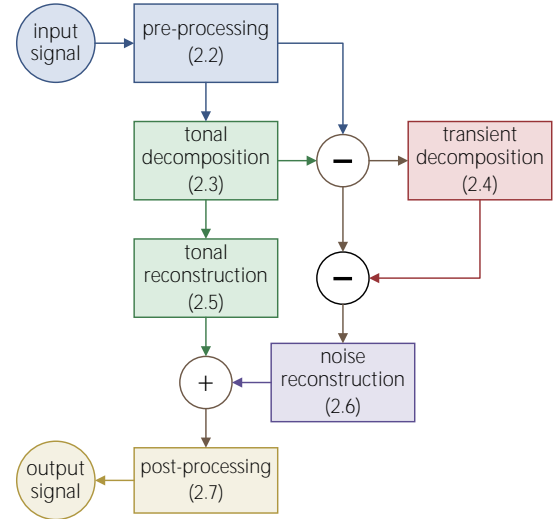 input
signal
pre-processing
(2.2)
tonal
decomposition
(2.3)
−
transient
decomposition
(2.4)
tonal
reconstruction
(2.5)
−
noise
reconstruction
(2.6)
+
output
signal
post-processing
(2.7)